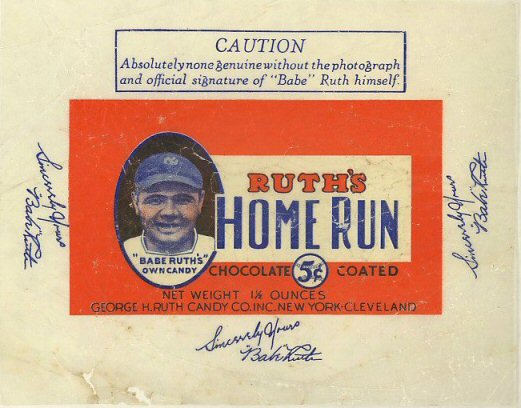 CAUTION
Absolutely none genuine without the photograph
and official signature of "Babe" Ruth himself.
RUTH'S
HOME RUN
"BABE RUTH'S"
OWN CANDY
CHOCOLATE 5¢ COATED
NET WEIGHT 1½ OUNCES
GEORGE H. RUTH CANDY CO. INC. NEW YORK-CLEVELAND
Sincerely Yours
"Babe" Ruth
Sincerely Yours
"Babe" Ruth
Sincerely Yours
"Babe" Ruth